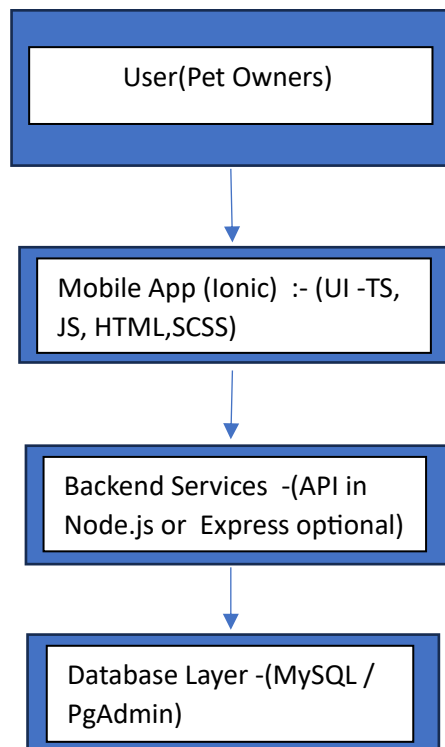 User(Pet Owners)
Mobile App (Ionic) :- (UI -TS,
JS, HTML,SCSS)
Backend Services -(API in
Node.js or Express optional)
Database Layer -(MySQL /
PgAdmin)